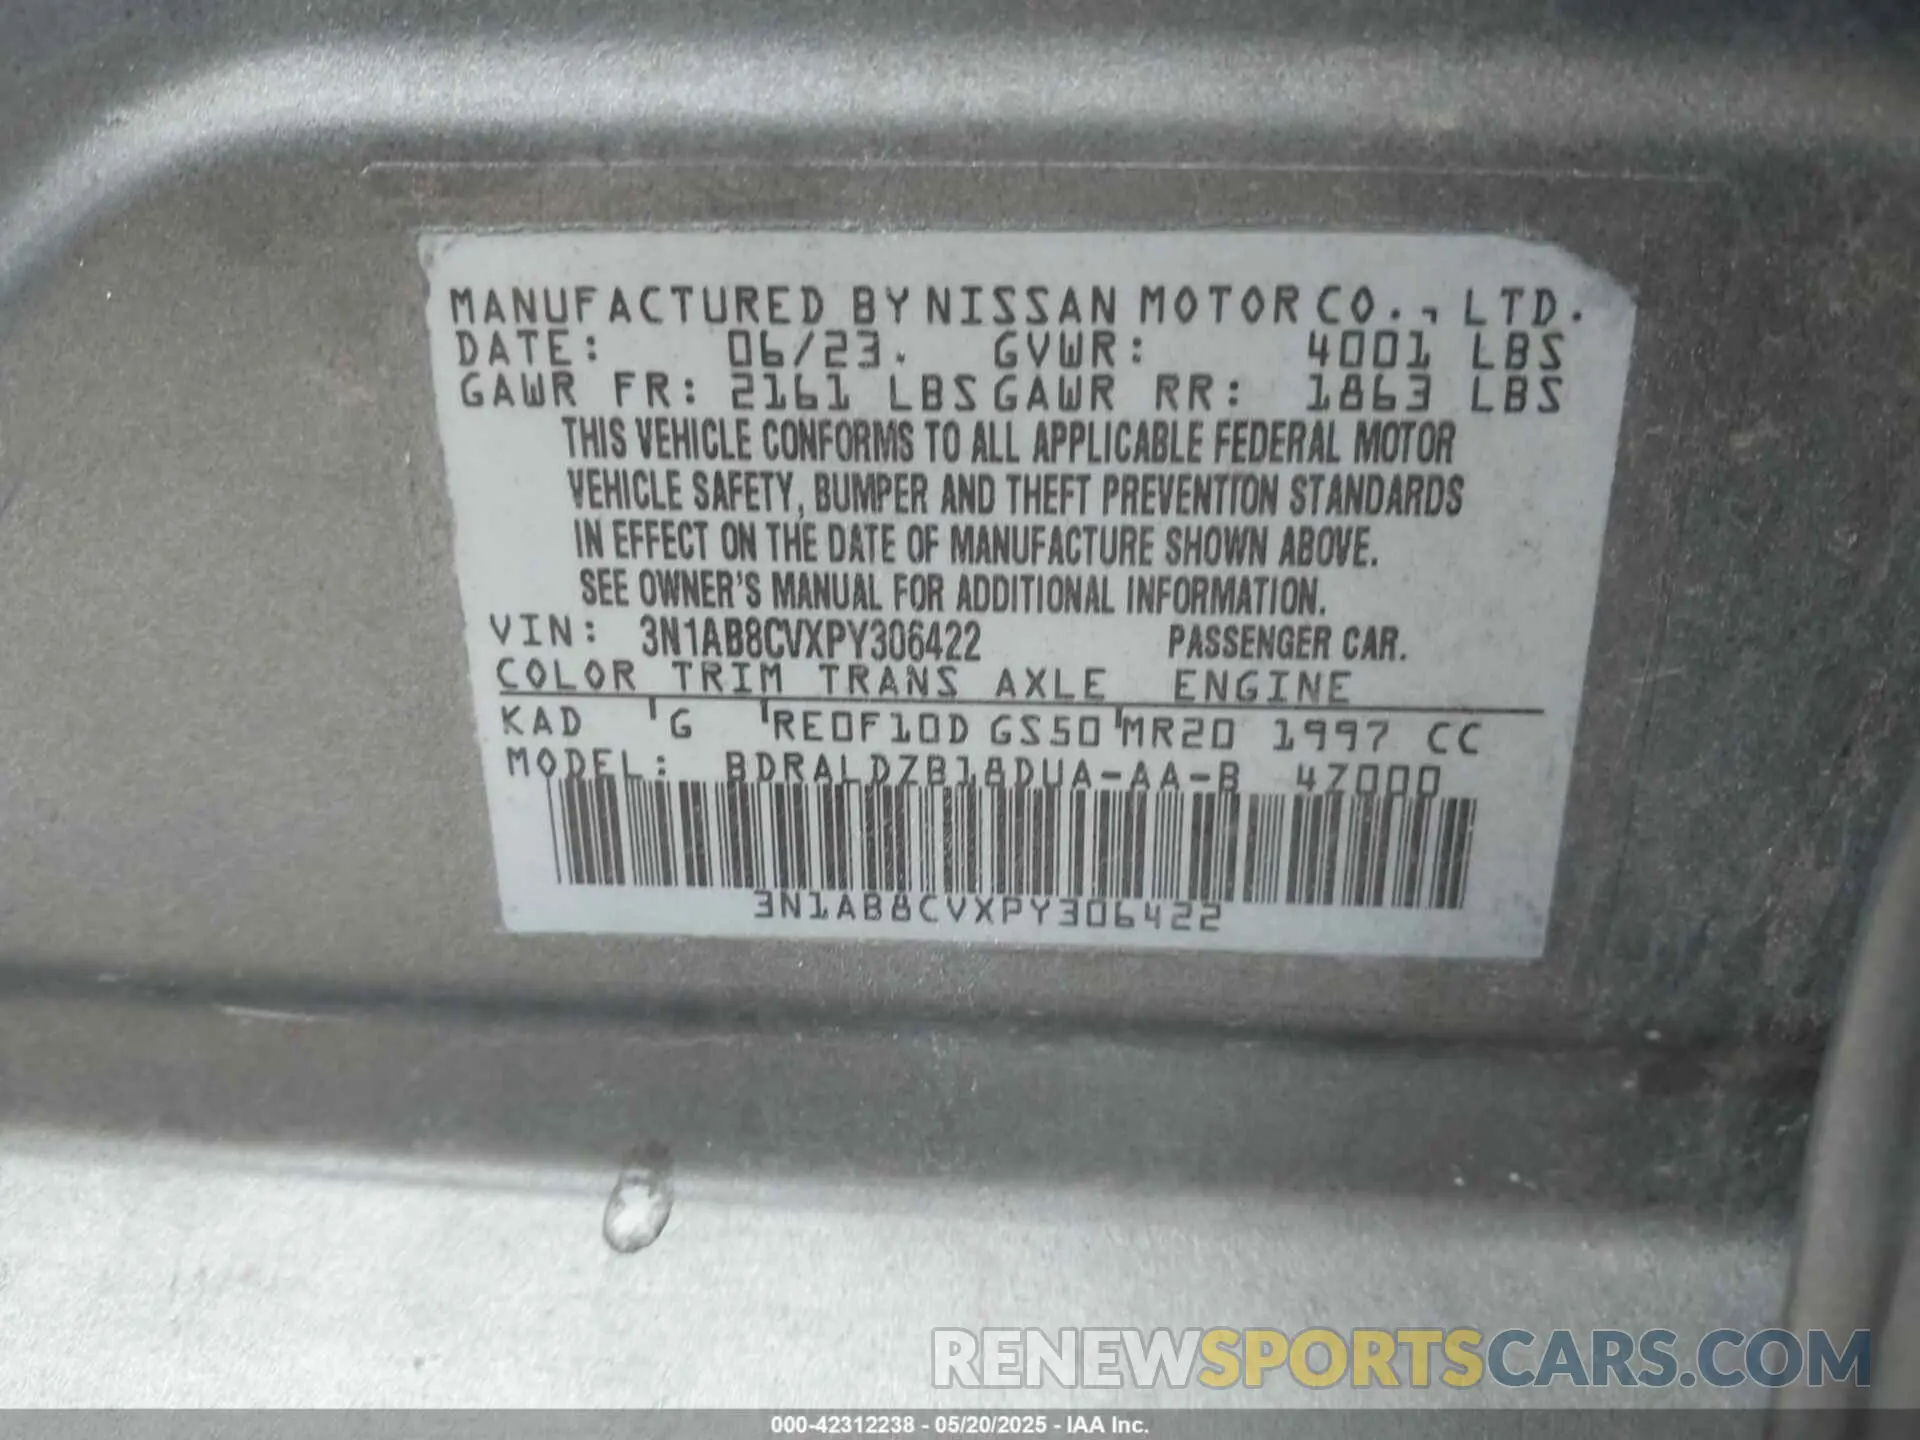 MANUFACTURED BY NISSAN MOTOR CO., LTD.
DATE: 06/23. GVWR: 4001 LBS
GAWR FR: 2161 LBS GAWR RR: 1863 LBS
THIS VEHICLE CONFORMS TO ALL APPLICABLE FEDERAL MOTOR
VEHICLE SAFETY, BUMPER AND THEFT PREVENTION STANDARDS
IN EFFECT ON THE DATE OF MANUFACTURE SHOWN ABOVE.
SEE OWNER'S MANUAL FOR ADDITIONAL INFORMATION.
VIN: 3N1AB8CVXPY306422 PASSENGER CAR.
COLOR TRIM TRANS AXLE ENGINE
KAD G RE0F10D GS50 MR20 1997 CC
MODEL: BDRALDZB18DUA-AA-B 47000
3N1AB8CVXPY306422
RENEWSPORTSCARS.COM
000-42312238 - 05/20/2025 - IAA Inc.